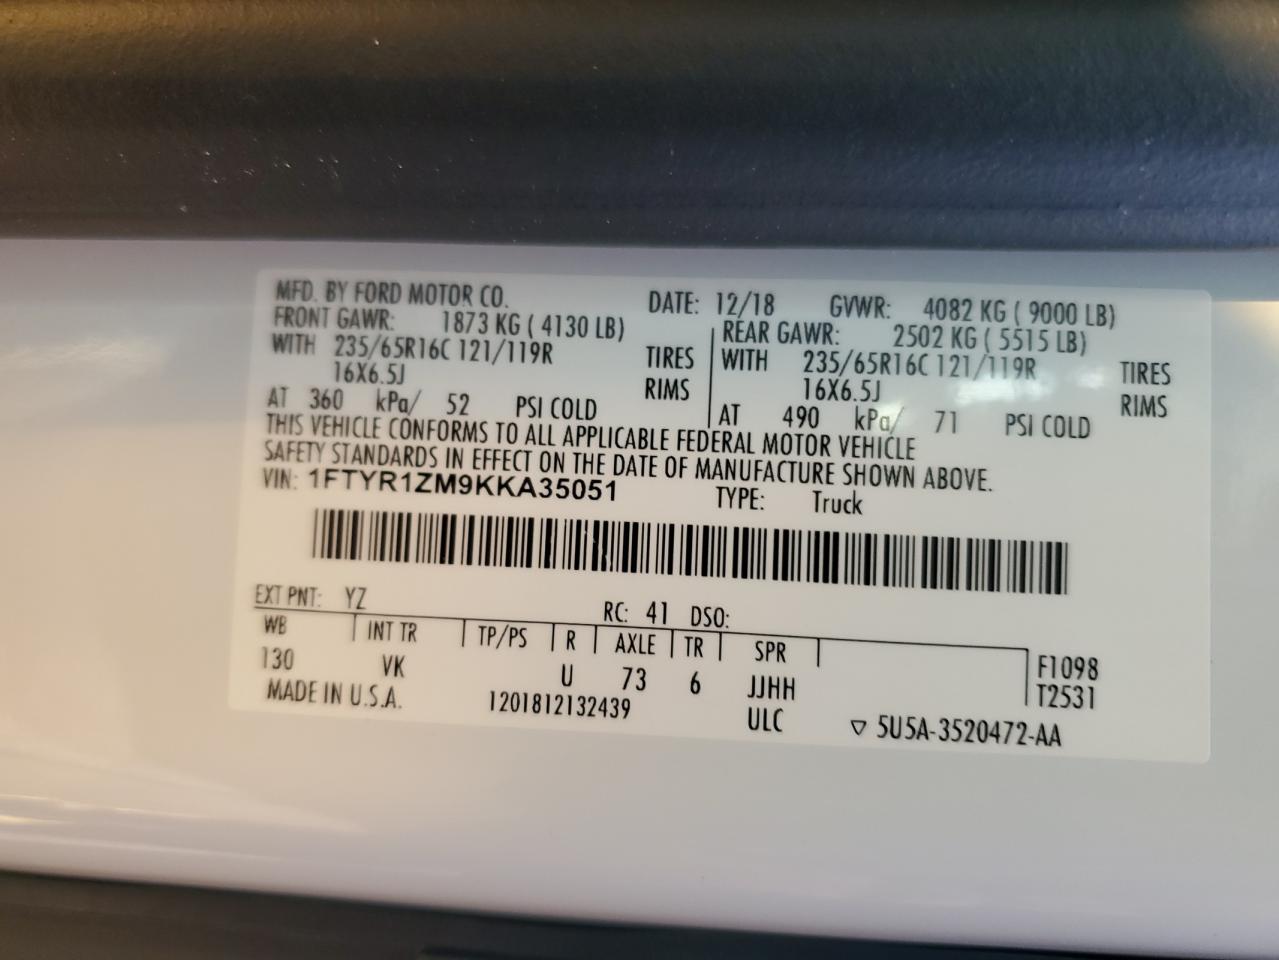 MFD. BY FORD MOTOR CO. DATE: 12/18 GVWR: 4082 KG ( 9000 LB)
FRONT GAWR: 1873 KG ( 4130 LB) REAR GAWR: 2502 KG ( 5515 LB)
WITH 235/65R16C 121/119R TIRES WITH 235/65R16C 121/119R TIRES
16X6.5J RIMS 16X6.5J RIMS
AT 360 kPa/ 52 PSI COLD AT 490 kPa/ 71 PSI COLD
THIS VEHICLE CONFORMS TO ALL APPLICABLE FEDERAL MOTOR VEHICLE
SAFETY STANDARDS IN EFFECT ON THE DATE OF MANUFACTURE SHOWN ABOVE.
VIN: 1FTYR1ZM9KKA35051 TYPE: Truck
EXT PNT: YZ RC: 41 DSO:
WB INT TR TP/PS R AXLE TR SPR F1098
130 VK U 73 6 JJHH T2531
MADE IN U.S.A. 1201812132439 ULC ▽ 5U5A-3520472-AA